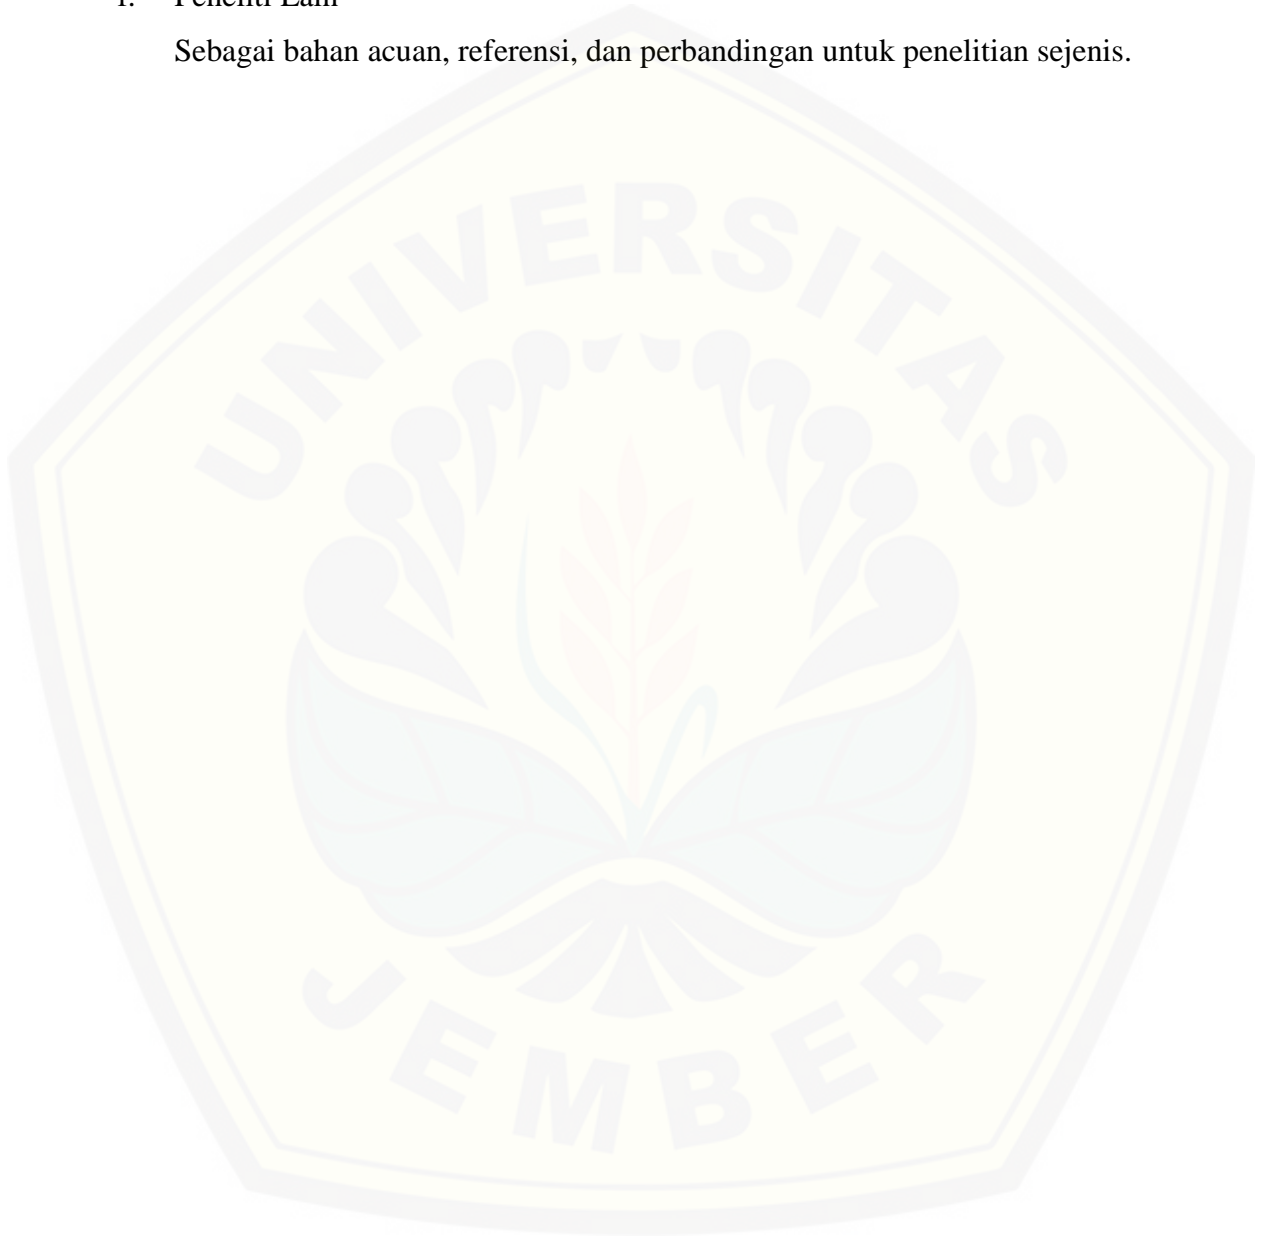 Peneliti Lain
Sebagai bahan acuan, referensi, dan perbandingan untuk penelitian sejenis.
UNIVERSITAS
JEMBER